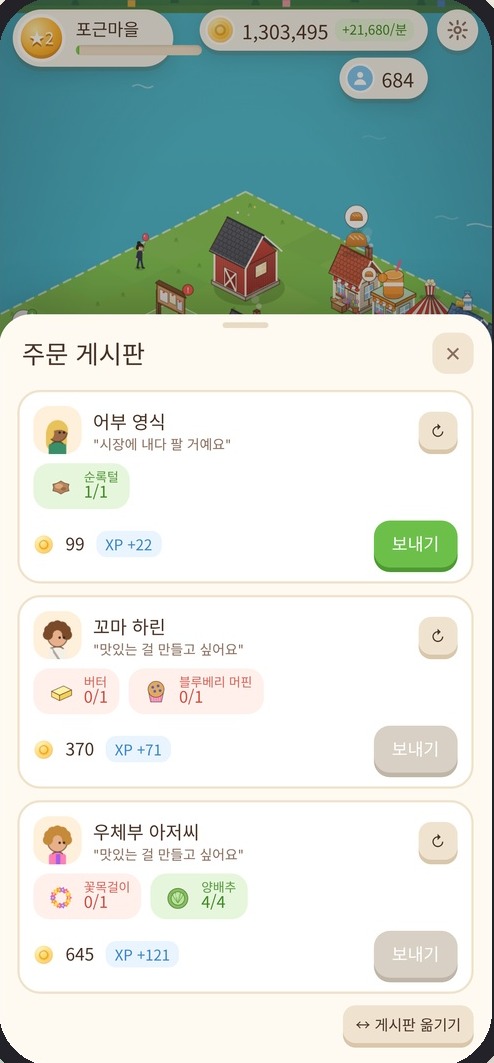 ★2
포근마을
1,303,495
+21,680/분
684
주문 게시판
어부 영식
"시장에 내다 팔 거예요"
순록털
1/1
99
XP +22
보내기
꼬마 하린
"맛있는 걸 만들고 싶어요"
버터
0/1
블루베리 머핀
0/1
370
XP +71
보내기
우체부 아저씨
"맛있는 걸 만들고 싶어요"
꽃목걸이
0/1
양배추
4/4
645
XP +121
보내기
↔ 게시판 옮기기